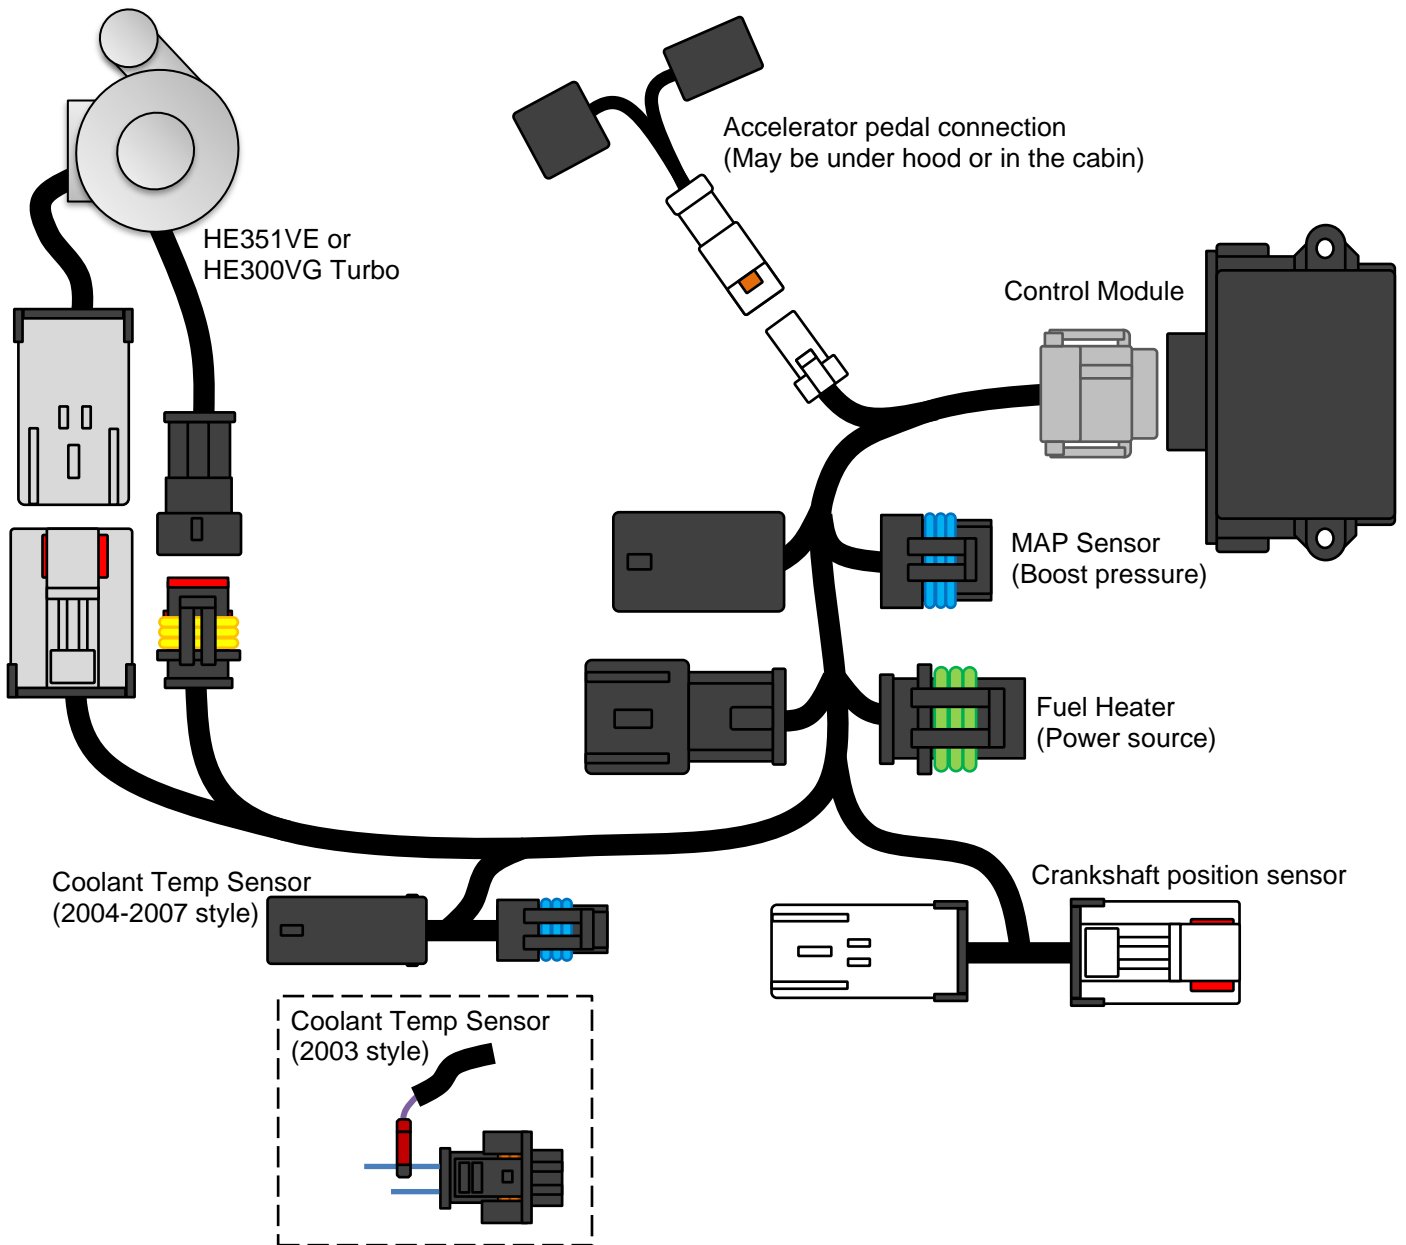 Accelerator pedal connection
(May be under hood or in the cabin)
HE351VE or
HE300VG Turbo
Control Module
MAP Sensor
(Boost pressure)
Fuel Heater
(Power source)
Coolant Temp Sensor
(2004-2007 style)
Crankshaft position sensor
Coolant Temp Sensor
(2003 style)